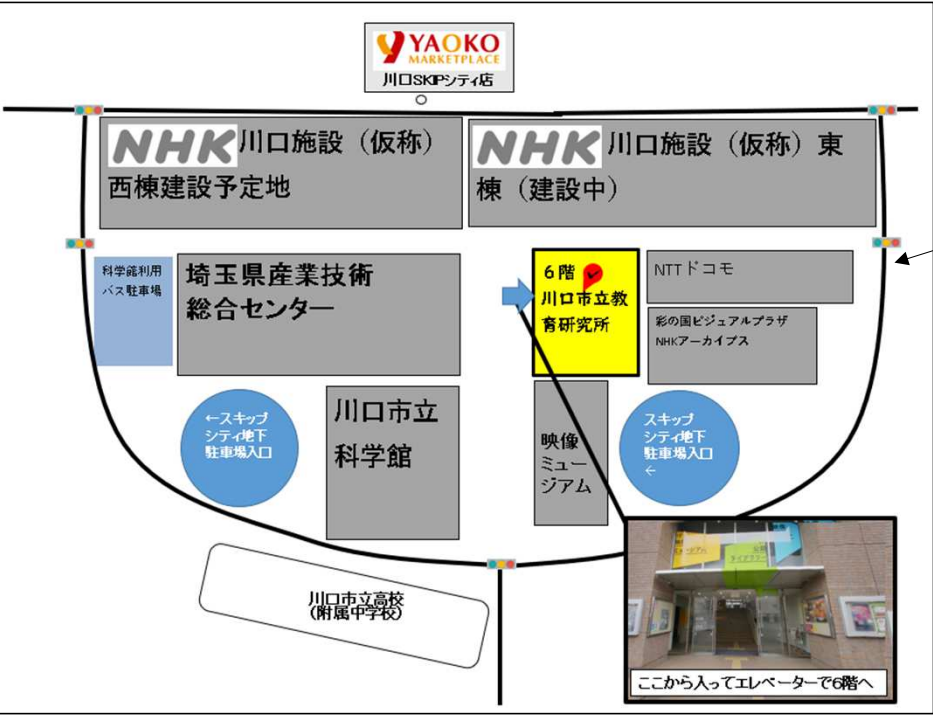 YAOKO
MARKETPLACE
川口SKIPシティ店
NHK川口施設（仮称）
西棟建設予定地
NHK川口施設（仮称）東
棟（建設中）
科学館利用
バス駐車場
埼玉県産業技術
総合センター
6階
川口市立教
育研究所
NTTドコモ
彩の国ビジュアルプラザ
NHKアーカイブス
←スキップ
シティ地下
駐車場入口
川口市立
科学館
映像
ミュー
ジアム
スキップ
シティ地下
駐車場入口
←
川口市立高校
（附属中学校）
ここから入ってエレベーターで6階へ